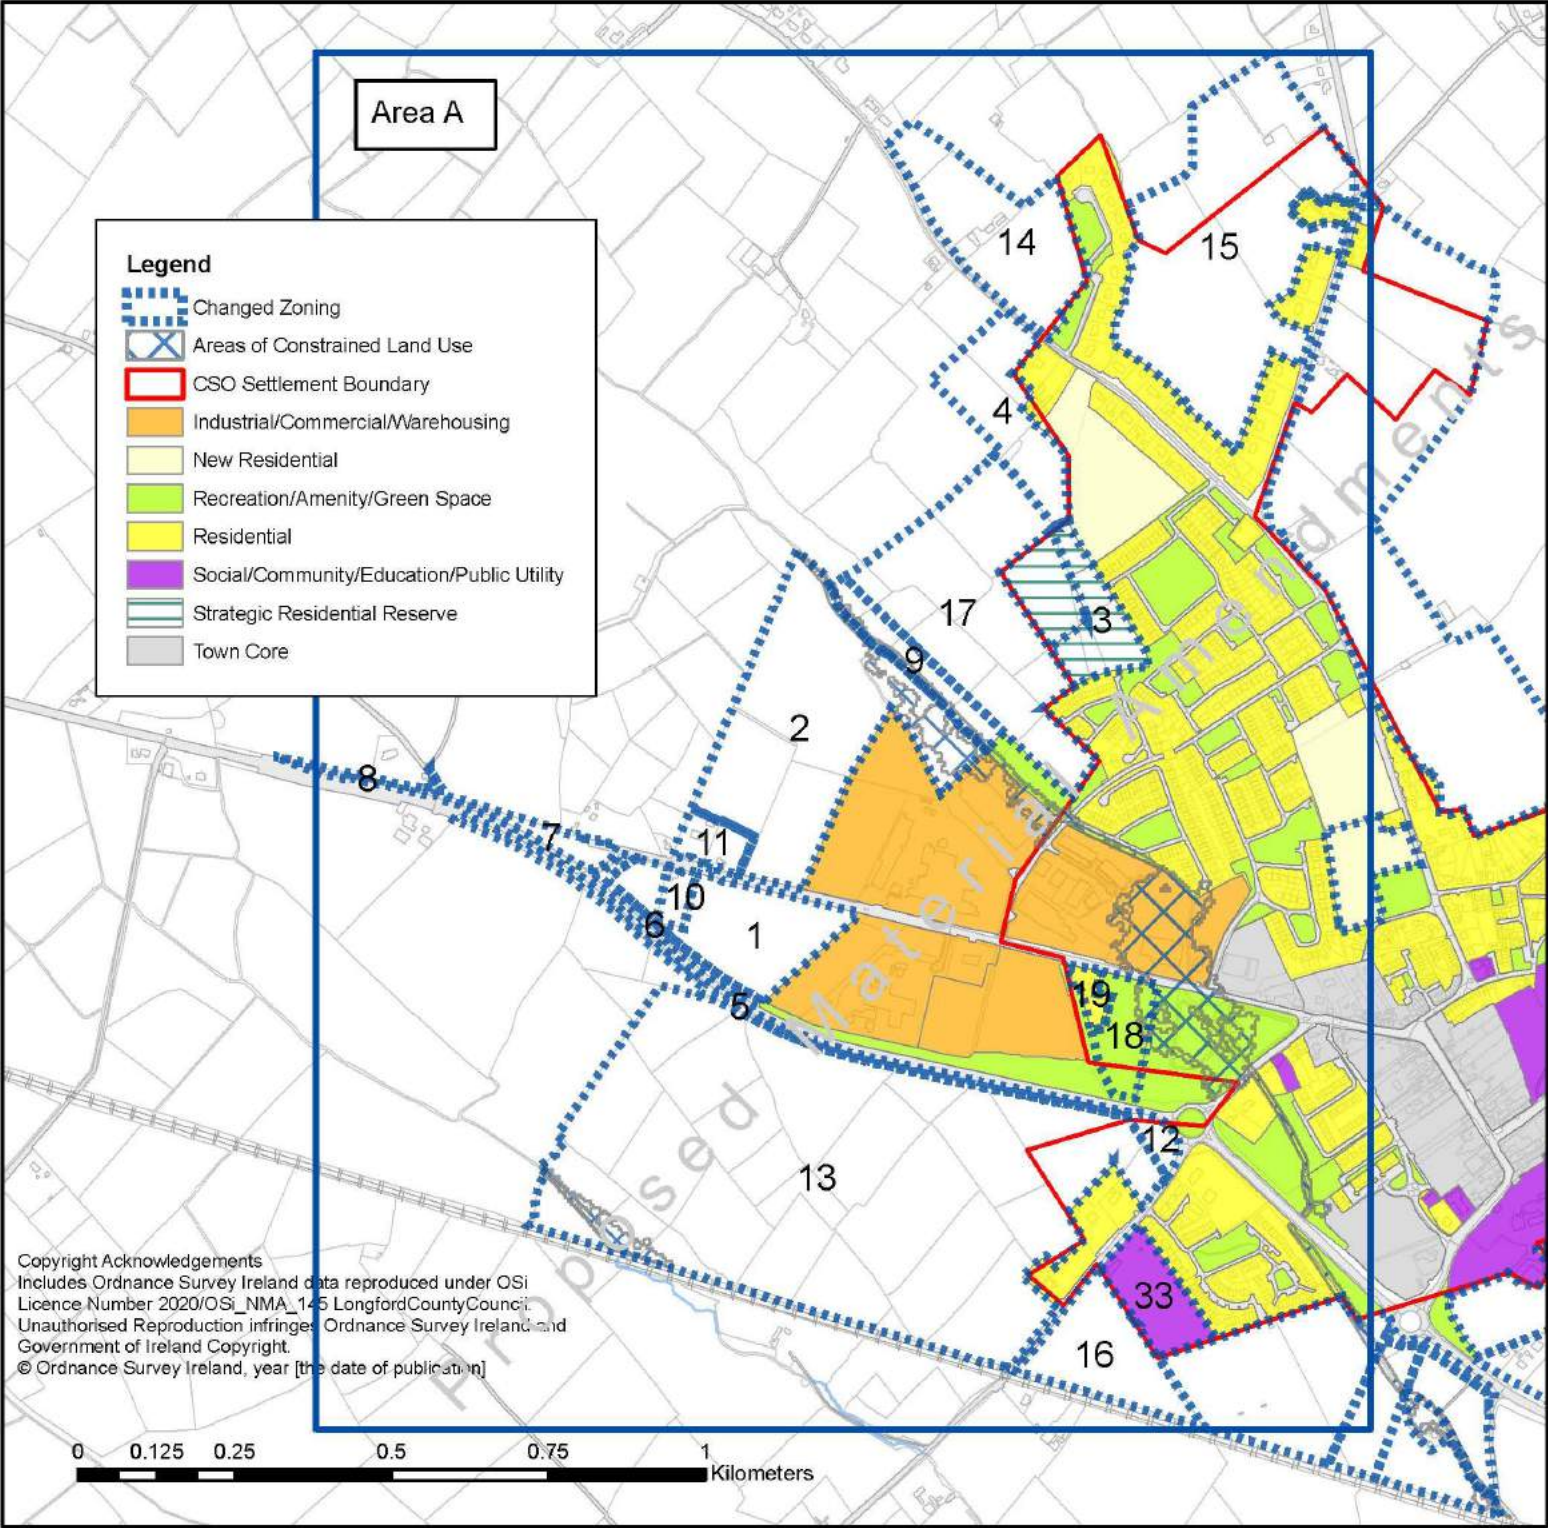 Area A
14
15
Legend
Changed Zoning
Areas of Constrained Land Use
CSO Settlement Boundary
Industrial/Commercial/Warehousing
New Residential
Recreation/Amenity/Green Space
Residential
Social/Community/Education/Public Utility
Strategic Residential Reserve
Town Core
4
17
3
9
2
8
7
11
10
6
1
5
19
18
12
13
33
16
Proposed Material Amendments
Copyright Acknowledgements
Includes Ordnance Survey Ireland data reproduced under OSi
Licence Number 2020/OSi_NMA_145 LongfordCountyCouncil.
Unauthorised Reproduction infringes Ordnance Survey Ireland and
Government of Ireland Copyright.
© Ordnance Survey Ireland, year [the date of publication]
0 0.125 0.25 0.5 0.75 1
Kilometers